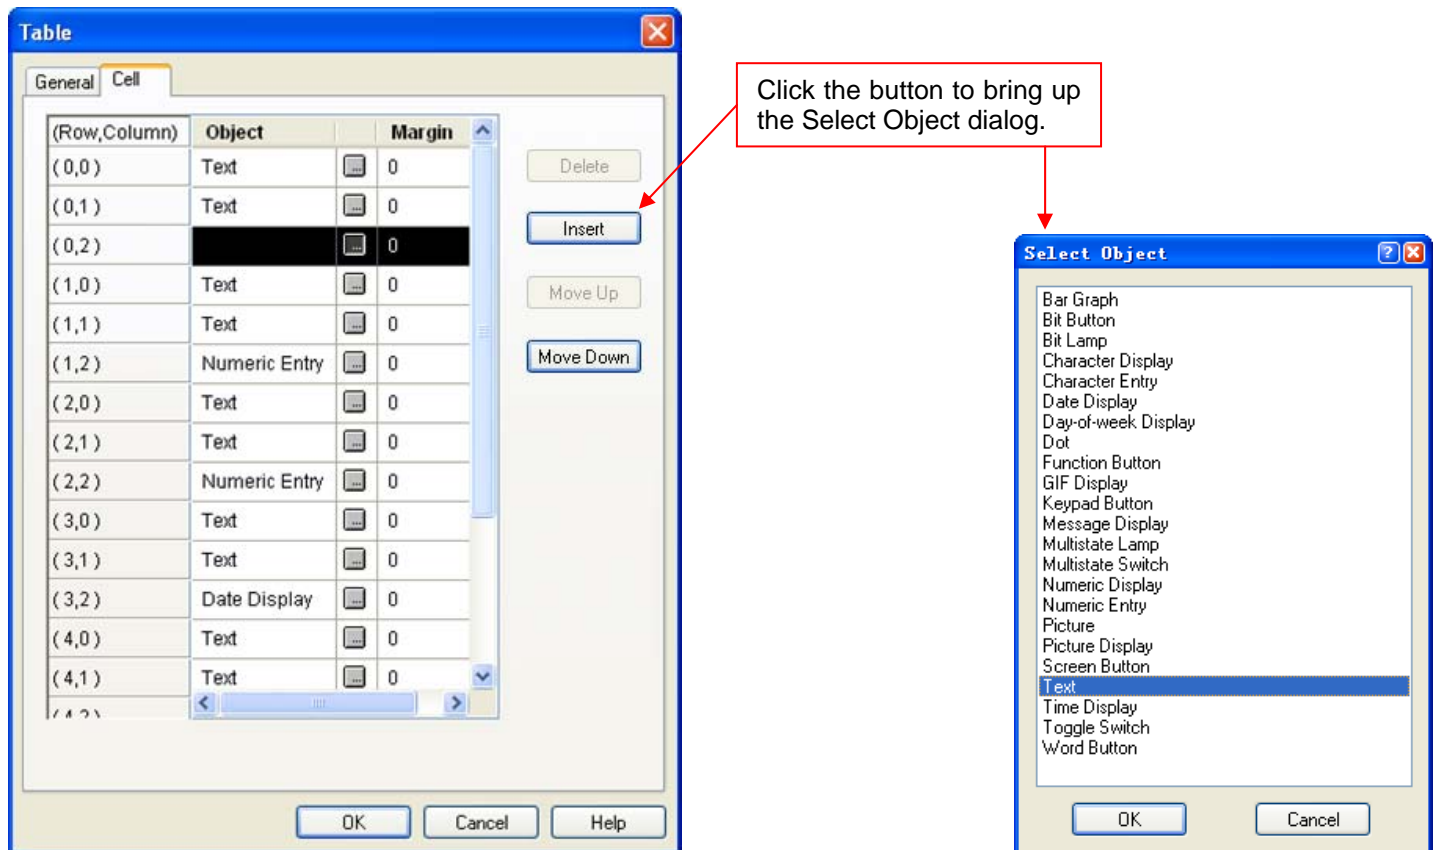 Table
General Cell
(Row,Column) Object Margin
( 0,0 ) Text ... 0
( 0,1 ) Text ... 0
( 0,2 ) ... 0
( 1,0 ) Text ... 0
( 1,1 ) Text ... 0
( 1,2 ) Numeric Entry ... 0
( 2,0 ) Text ... 0
( 2,1 ) Text ... 0
( 2,2 ) Numeric Entry ... 0
( 3,0 ) Text ... 0
( 3,1 ) Text ... 0
( 3,2 ) Date Display ... 0
( 4,0 ) Text ... 0
( 4,1 ) Text ... 0
( 4,2 )
Delete
Insert
Move Up
Move Down
OK Cancel Help
Click the button to bring up
the Select Object dialog.
Select Object
Bar Graph
Bit Button
Bit Lamp
Character Display
Character Entry
Date Display
Day-of-week Display
Dot
Function Button
GIF Display
Keypad Button
Message Display
Multistate Lamp
Multistate Switch
Numeric Display
Numeric Entry
Picture
Picture Display
Screen Button
Text
Time Display
Toggle Switch
Word Button
OK Cancel